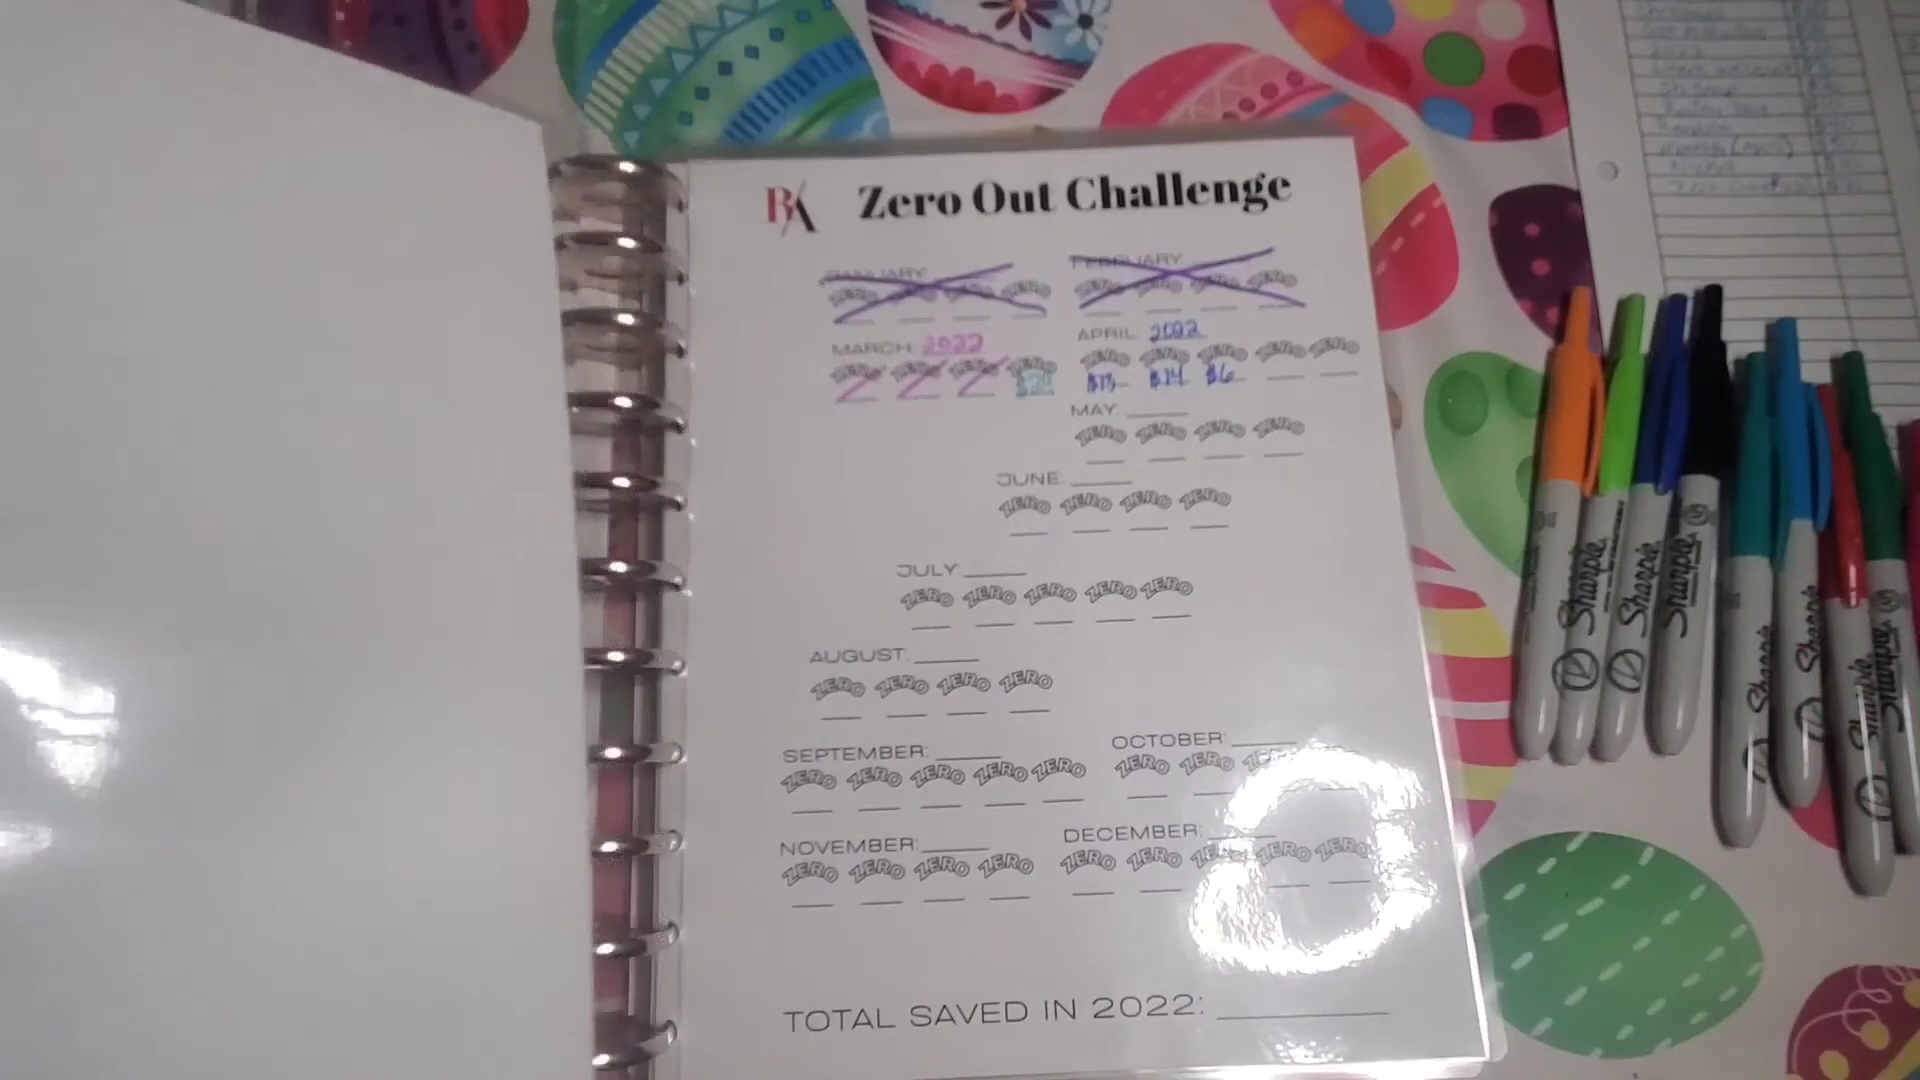 BA Zero Out Challenge
JANUARY
ZERO ZERO ZERO ZERO
FEBRUARY
ZERO ZERO ZERO ZERO
MARCH: 2022
ZERO ZERO ZERO ZERO
APRIL: 2022
ZERO ZERO ZERO ZERO ZERO
$14 $6
MAY:
ZERO ZERO ZERO ZERO
JUNE:
ZERO ZERO ZERO ZERO
JULY:
ZERO ZERO ZERO ZERO ZERO
AUGUST:
ZERO ZERO ZERO ZERO
SEPTEMBER:
ZERO ZERO ZERO ZERO ZERO
OCTOBER:
ZERO ZERO
NOVEMBER:
ZERO ZERO ZERO ZERO
DECEMBER:
ZERO ZERO ZERO ZERO ZERO
TOTAL SAVED IN 2022:
Sharpie
Sharpie
Sharpie
Sharpie
Sharpie
Sharpie
Sharpie